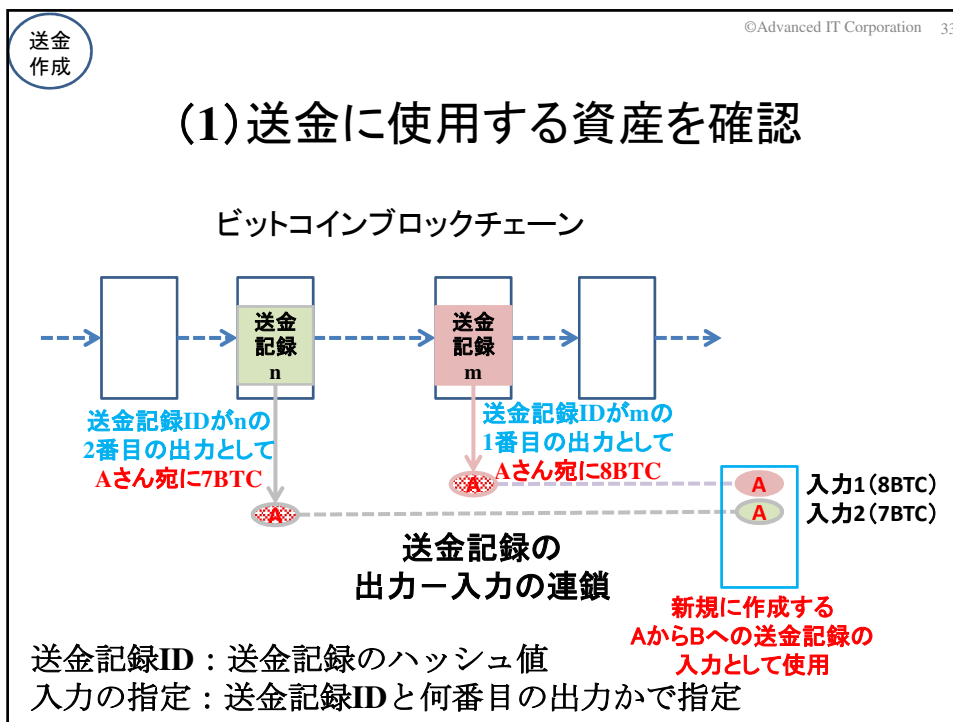 ©Advanced IT Corporation 33
送金
作成
(1)送金に使用する資産を確認
ビットコインブロックチェーン
送金
記録
n
送金
記録
m
送金記録IDがnの
2番目の出力として
Aさん宛に7BTC
送金記録IDがmの
1番目の出力として
Aさん宛に8BTC
A
A
A
A
入力1(8BTC)
入力2(7BTC)
送金記録の
出力－入力の連鎖
新規に作成する
AからBへの送金記録の
入力として使用
送金記録ID：送金記録のハッシュ値
入力の指定：送金記録IDと何番目の出力かで指定